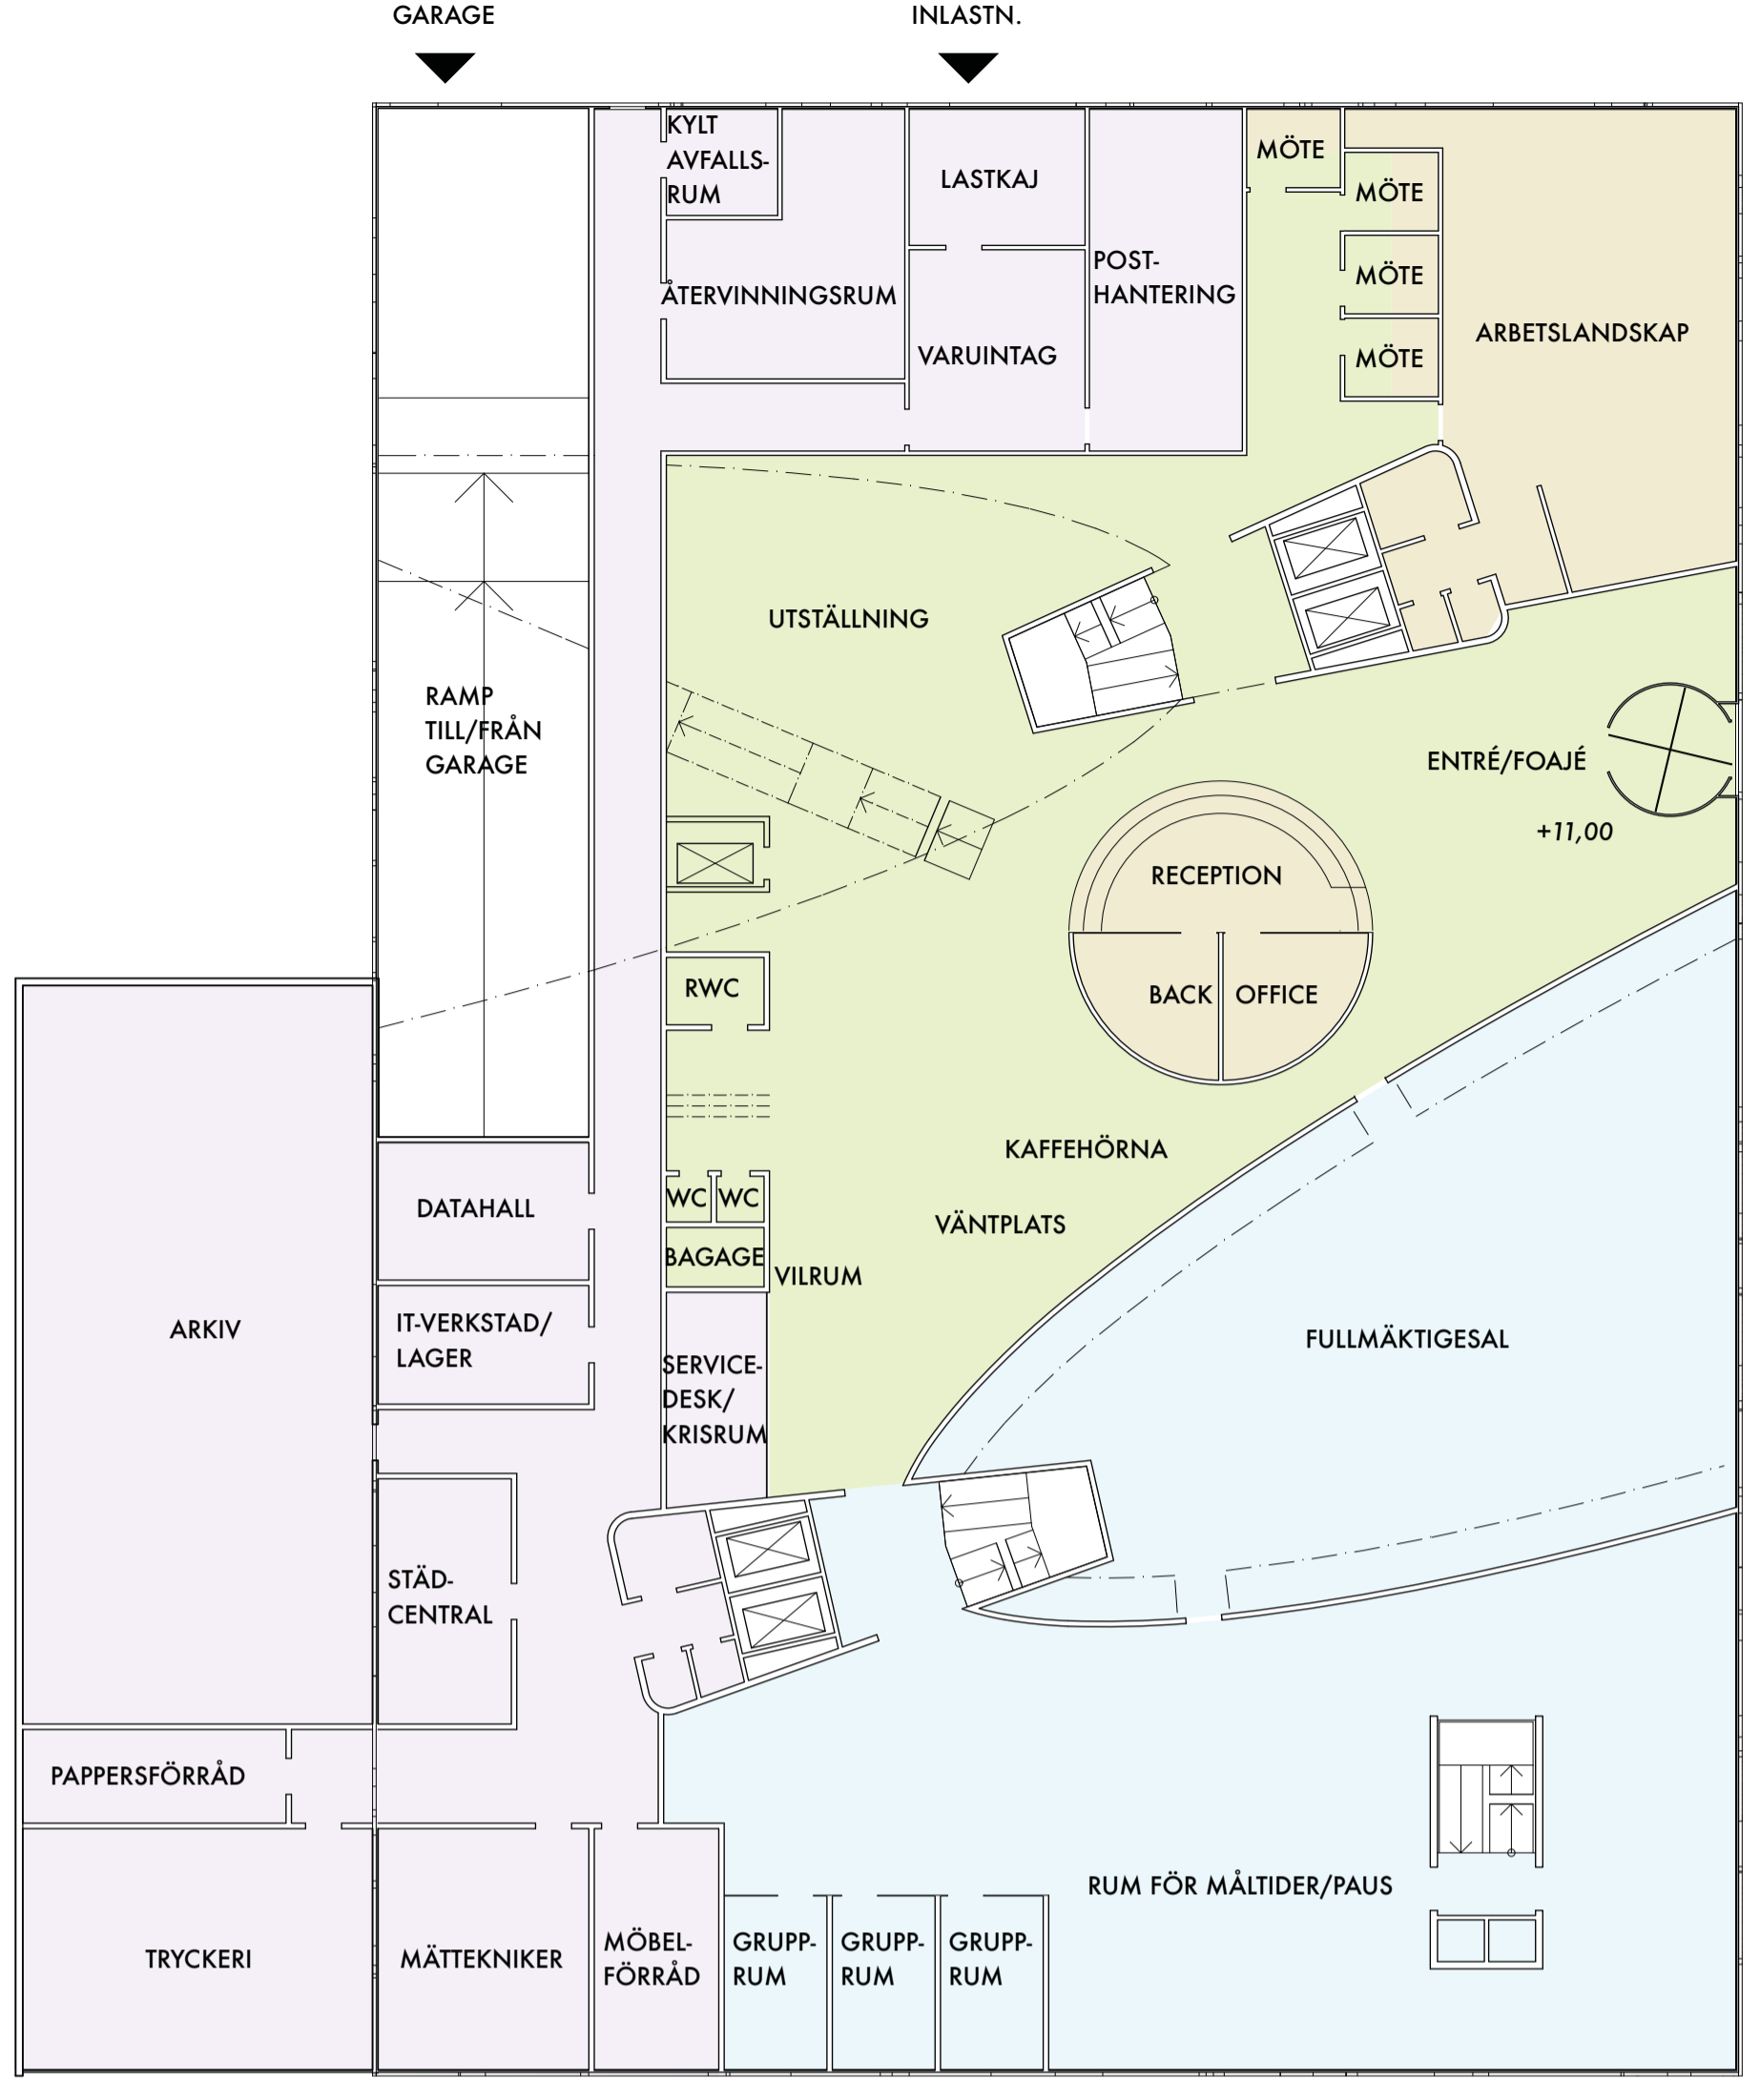 GARAGE
INLASTN.
KYLT
AVFALLS-
RUM
LASTKAJ
MÖTE
MÖTE
POST-
HANTERING
MÖTE
ÅTERVINNINGSRUM
VARUINTAG
MÖTE
ARBETSLANDSKAP
UTSTÄLLNING
RAMP
TILL/FRÅN
GARAGE
ENTRÉ/FOAJÉ
+11,00
RECEPTION
RWC
BACK OFFICE
KAFFEHÖRNA
WC WC
DATAHALL
VÄNTPLATS
BAGAGE
VILRUM
ARKIV
IT-VERKSTAD/
LAGER
FULLMÄKTIGESAL
SERVICE-
DESK/
KRISRUM
STÄD-
CENTRAL
PAPPERSFÖRRÅD
RUM FÖR MÅLTIDER/PAUS
TRYCKERI
MÄTTEKNIKER
MÖBEL-
FÖRRÅD
GRUPP-
RUM
GRUPP-
RUM
GRUPP-
RUM